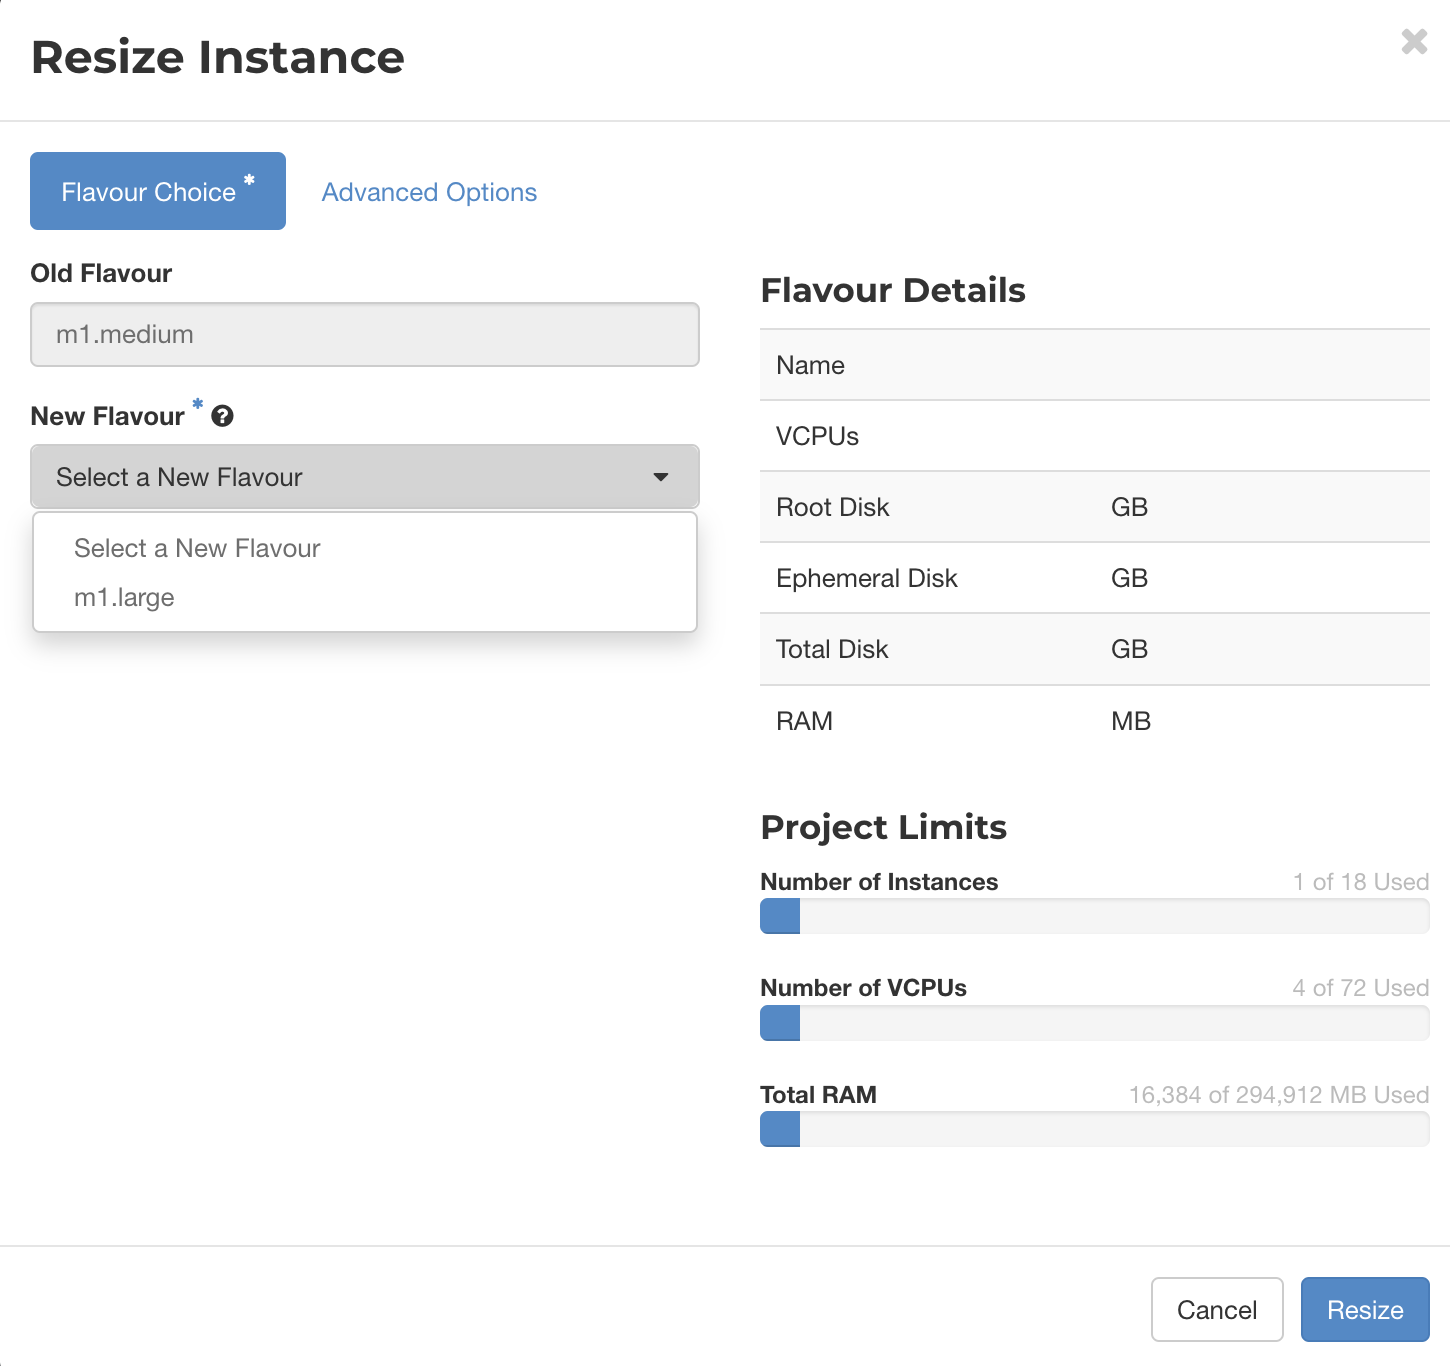 Resize Instance
Flavour Choice *
Advanced Options
Old Flavour
m1.medium
New Flavour *
Select a New Flavour
Select a New Flavour
m1.large
Flavour Details
Name
VCPUs
Root Disk GB
Ephemeral Disk GB
Total Disk GB
RAM MB
Project Limits
Number of Instances 1 of 18 Used
Number of VCPUs 4 of 72 Used
Total RAM 16,384 of 294,912 MB Used
Cancel
Resize